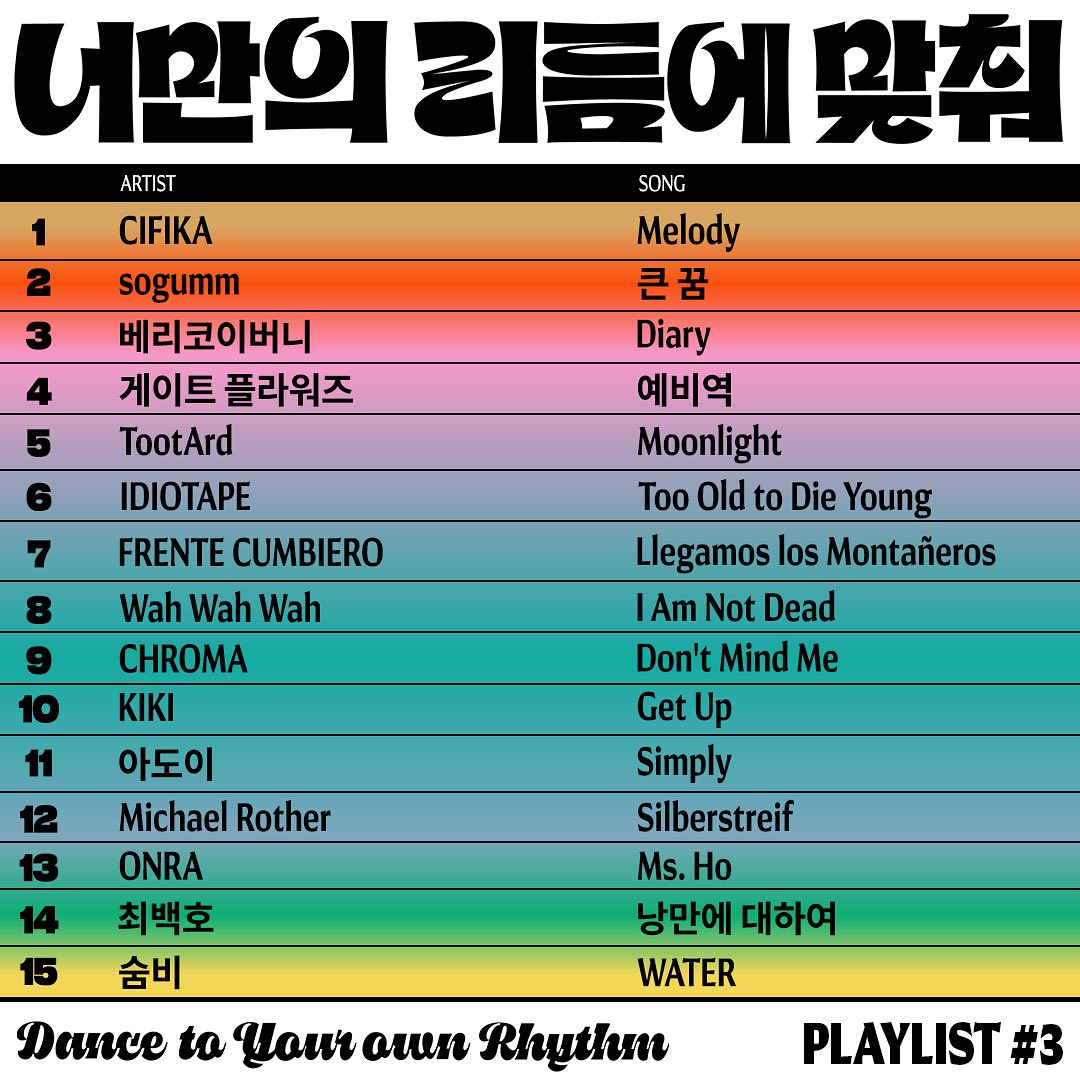 너만의 리듬에 맞춰
ARTIST SONG
1 CIFIKA Melody
2 sogumm 큰 꿈
3 베리코이버니 Diary
4 게이트 플라워즈 예비역
5 TootArd Moonlight
6 IDIOTAPE Too Old to Die Young
7 FRENTE CUMBIERO Llegamos los Montañeros
8 Wah Wah Wah I Am Not Dead
9 CHROMA Don't Mind Me
10 KIKI Get Up
11 아도이 Simply
12 Michael Rother Silberstreif
13 ONRA Ms. Ho
14 최백호 낭만에 대하여
15 숨비 WATER
Dance to Your own Rhythm PLAYLIST #3